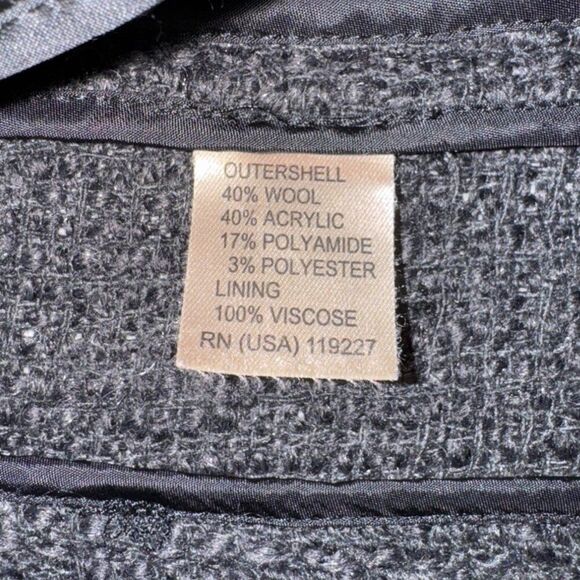 OUTERSHELL
40% WOOL
40% ACRYLIC
17% POLYAMIDE
3% POLYESTER
LINING
100% VISCOSE
RN (USA) 119227